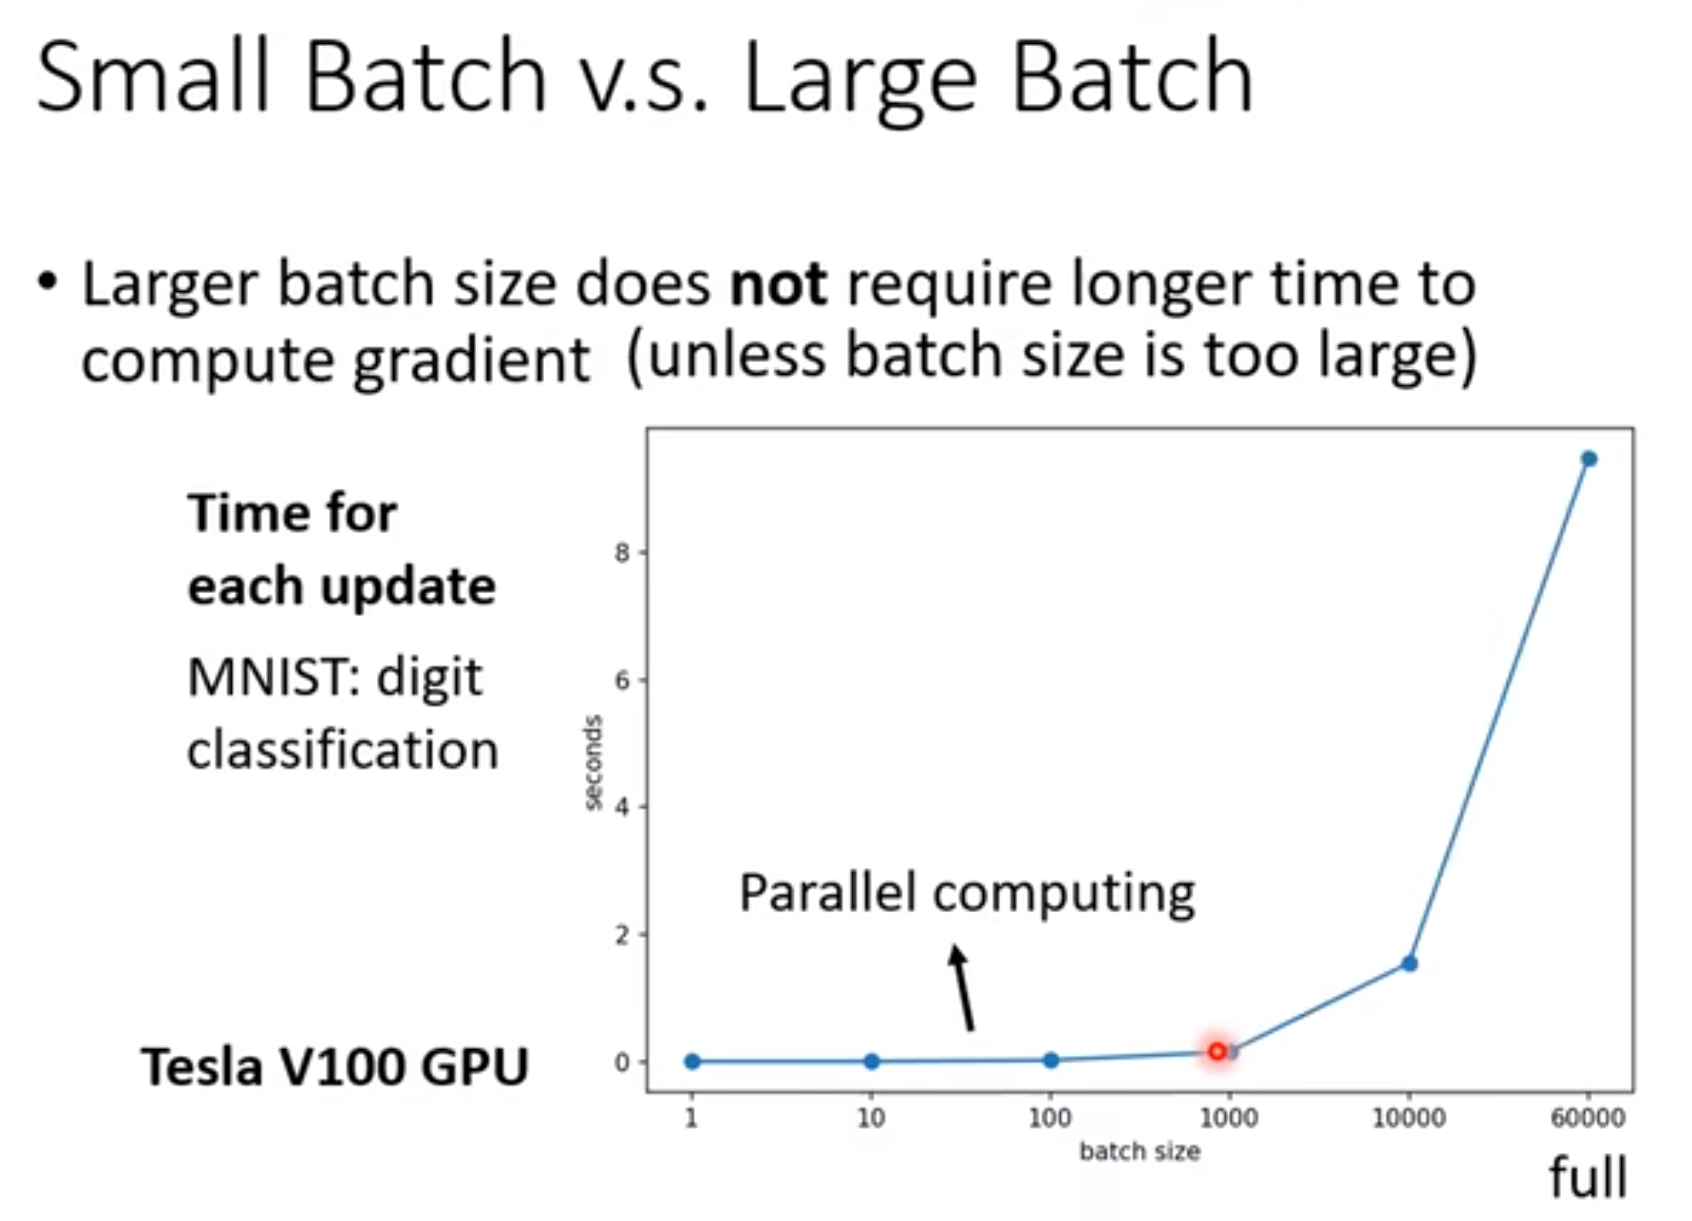 Small Batch v.s. Large Batch
• Larger batch size does not require longer time to
compute gradient (unless batch size is too large)
Time for
each update
MNIST: digit
classification
Tesla V100 GPU
seconds
8
6
4
2
0
Parallel computing
1 10 100 1000 10000 60000
batch size
full